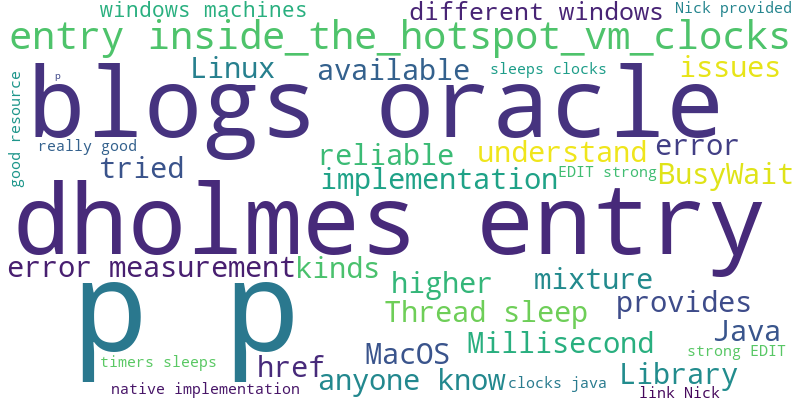 windows machines
different windows
Nick provided
entry inside_the_hotspot_vm_clocks
Linux
available
sleeps clocks
issues
good resource
p
blogs oracle
really good
tried
reliable
understand
error
implementation
EDIT strong
BusyWait
dholmes entry
error measurement
kinds
higher
mixture
p p
Thread sleep
provides
Millisecond
Java
timers sleeps
href
MacOS
strong EDIT
anyone know
clocks java
Library
native implementation
link Nick